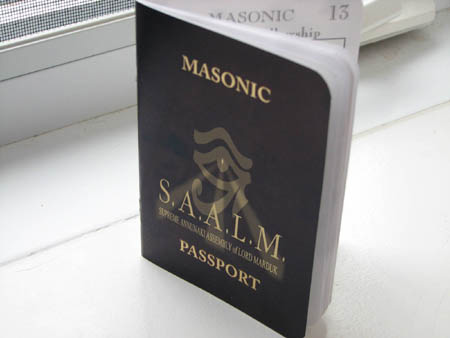 MASONIC 13
MASONIC
S.A.A.L.M.
SUPREME ANNUNAKI ASSEMBLY of LORD MARDUK
PASSPORT